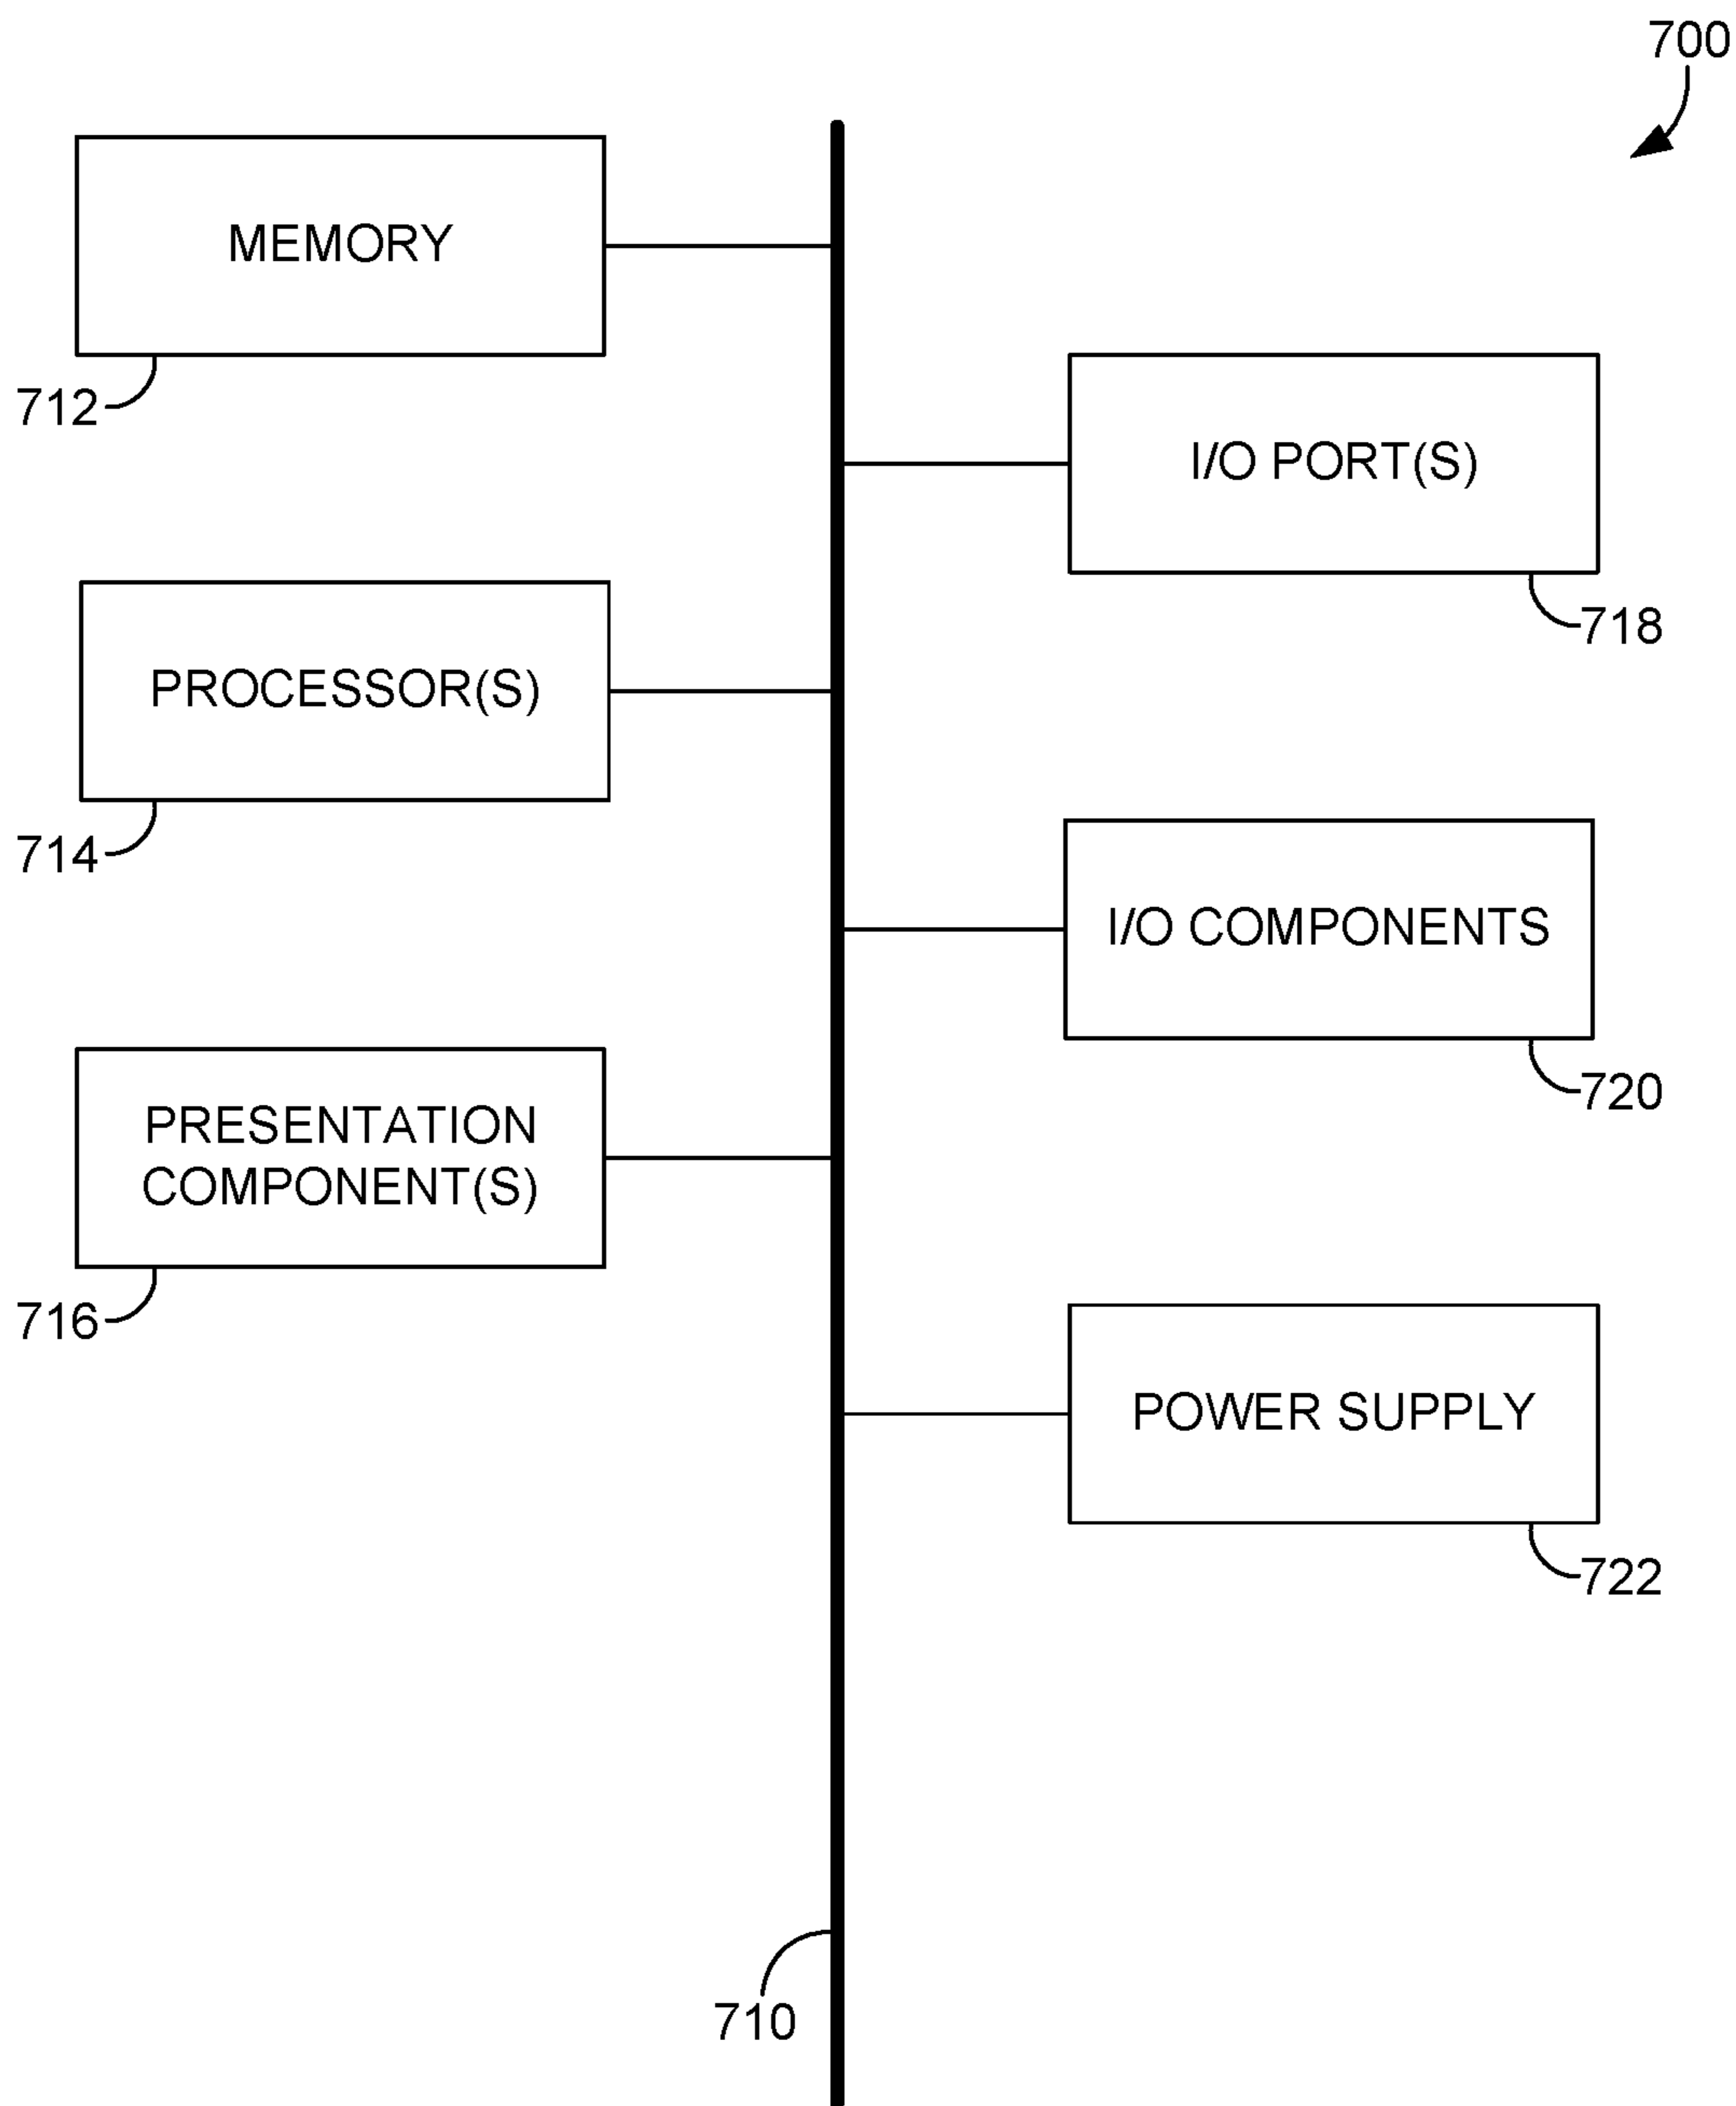 700
MEMORY
712
I/O PORT(S)
718
PROCESSOR(S)
714
I/O COMPONENTS
720
PRESENTATION
COMPONENT(S)
716
POWER SUPPLY
722
710